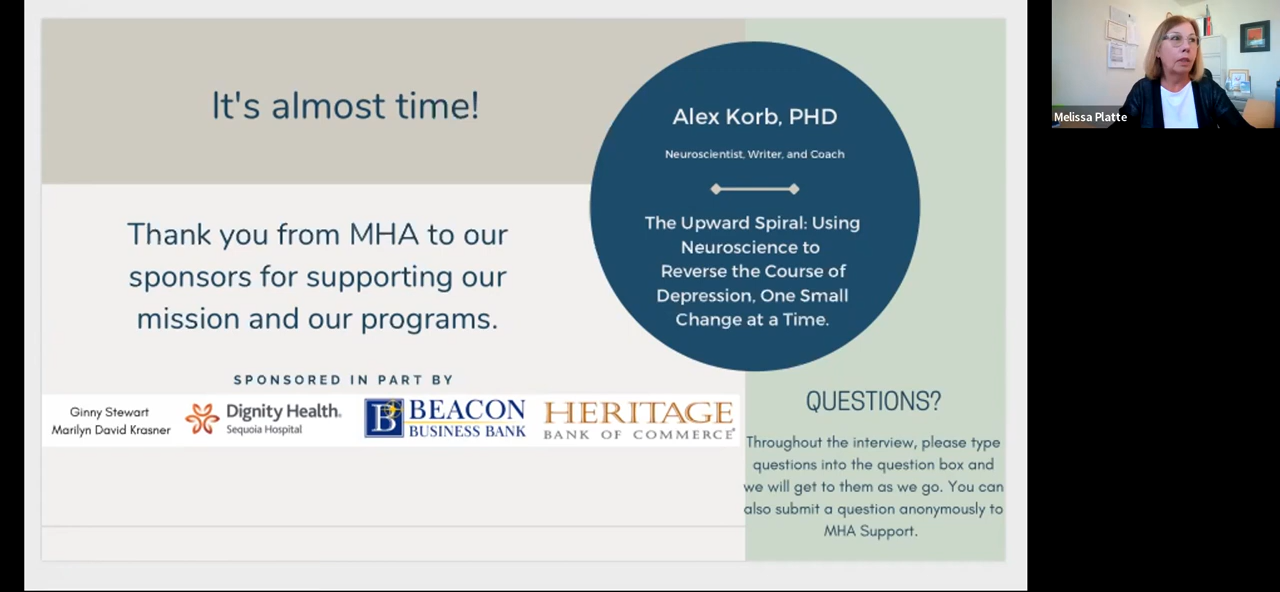 It's almost time!
Alex Korb, PHD
Neuroscientist, Writer, and Coach
The Upward Spiral: Using
Neuroscience to
Reverse the Course of
Depression, One Small
Change at a Time.
Thank you from MHA to our
sponsors for supporting our
mission and our programs.
SPONSORED IN PART BY
Ginny Stewart
Marilyn David Krasner
Dignity Health.
Sequoia Hospital
B
BEACON
BUSINESS BANK
HERITAGE
BANK OF COMMERCE
QUESTIONS?
Throughout the interview, please type
questions into the question box and
we will get to them as we go. You can
also submit a question anonymously to
MHA Support.
Melissa Platte